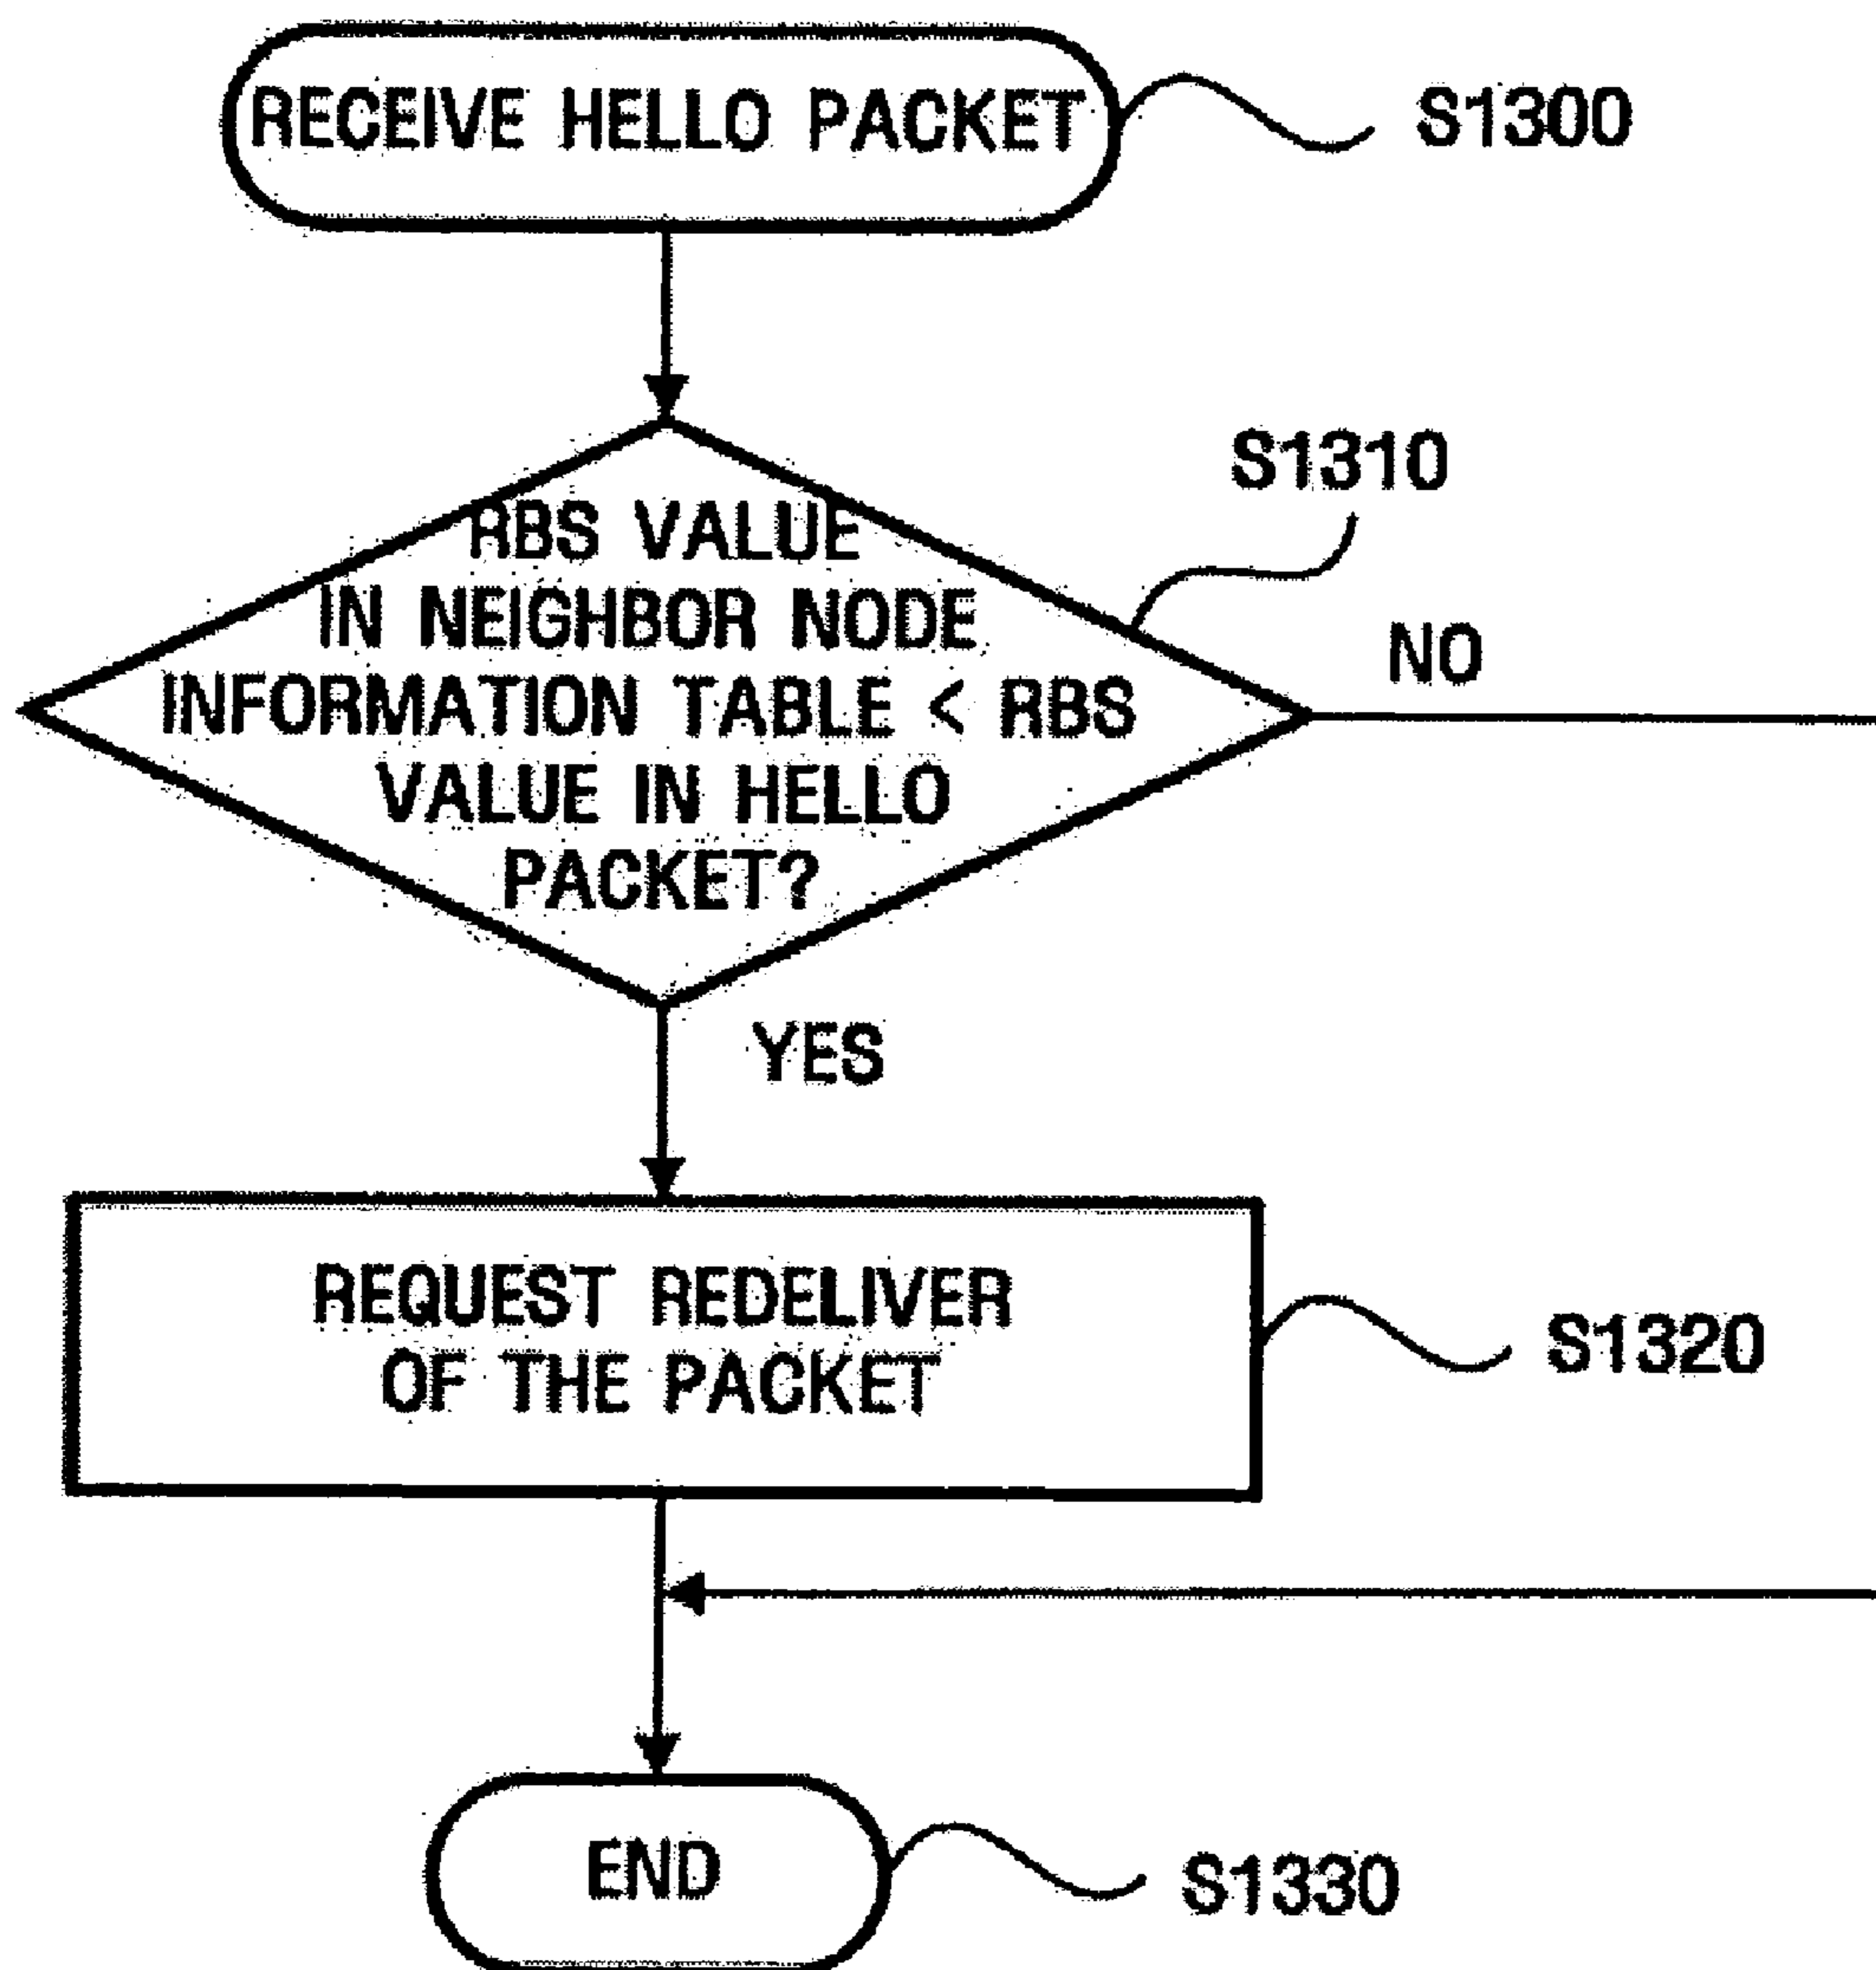 RECEIVE HELLO PACKET
S1300
S1310
RBS VALUE
IN NEIGHBOR NODE
INFORMATION TABLE < RBS
VALUE IN HELLO
PACKET?
NO
YES
REQUEST REDELIVER
OF THE PACKET
S1320
END
S1330